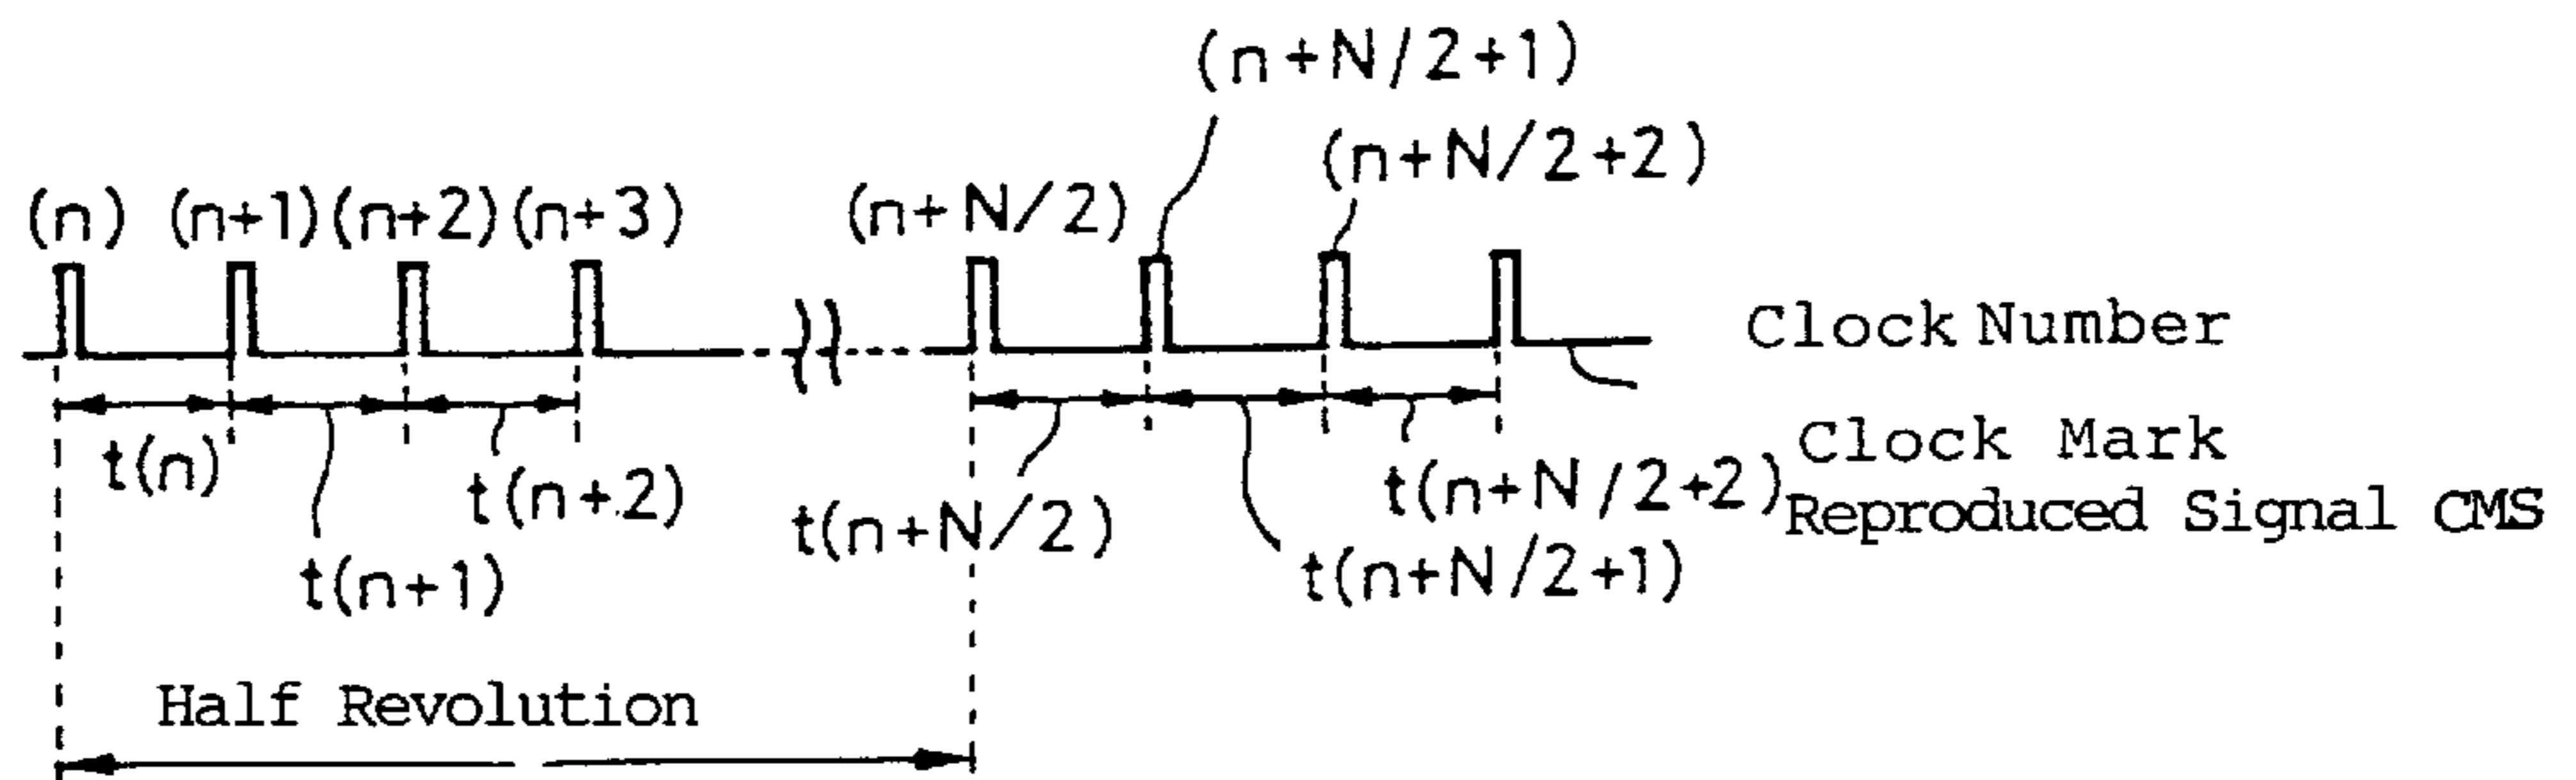 (n+N/2+1)
(n+N/2+2)
(n) (n+1) (n+2) (n+3) (n+N/2)
Clock Number
t(n) t(n+2) t(n+N/2) t(n+N/2+2) Clock Mark
Reproduced Signal CMS
t(n+1) t(n+N/2+1)
Half Revolution